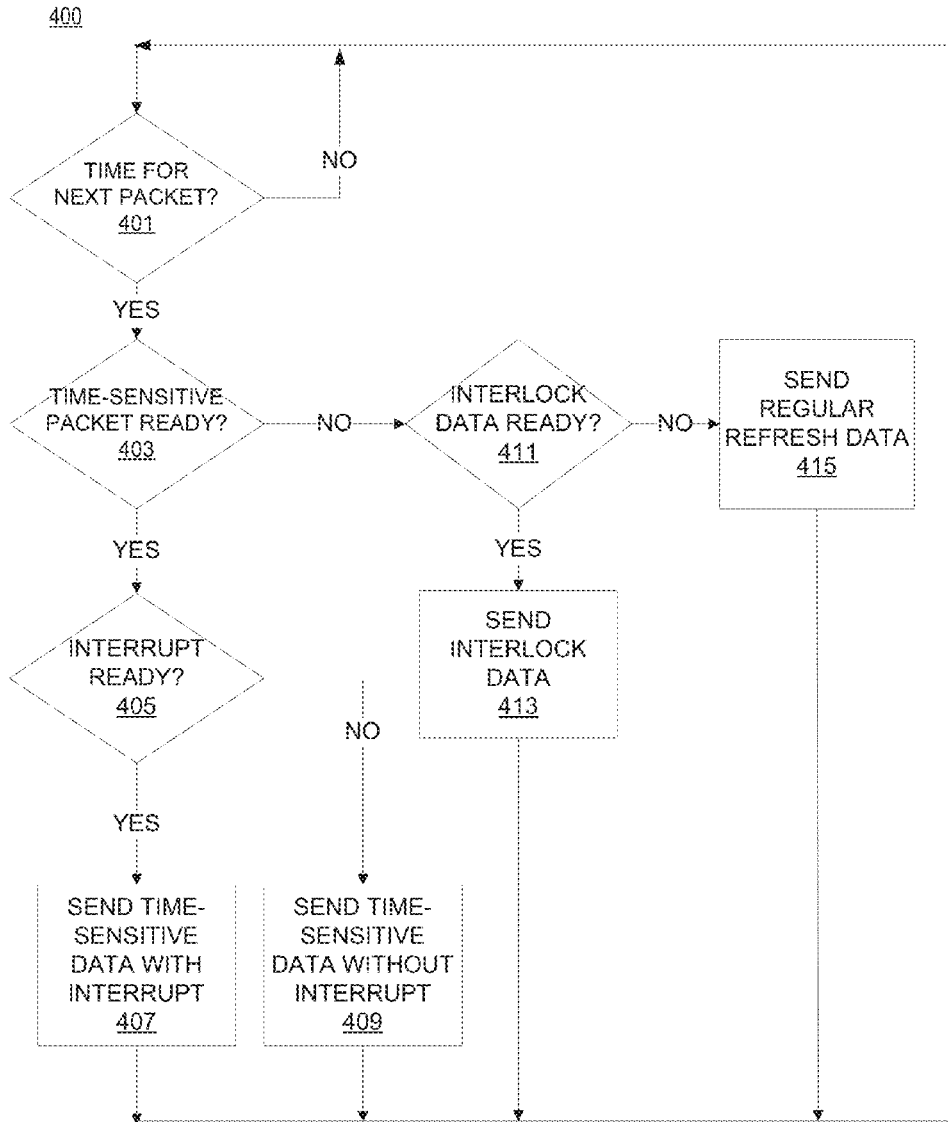 400
NO
TIME FOR
NEXT PACKET?
401
YES
TIME-SENSITIVE
PACKET READY?
403
NO
INTERLOCK
DATA READY?
411
NO
SEND
REGULAR
REFRESH DATA
415
YES
YES
INTERRUPT
READY?
405
SEND
INTERLOCK
DATA
413
NO
YES
SEND TIME-
SENSITIVE
DATA WITH
INTERRUPT
407
SEND TIME-
SENSITIVE
DATA WITHOUT
INTERRUPT
409